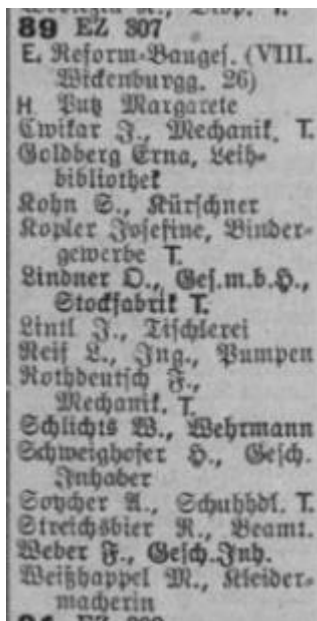 89 EZ 307
E. Reform-Bauges. (VIII.
Wickenburgg. 26)
H Putz Margarete
Cwikar J., Mechanik. T.
Goldberg Erna, Leih-
bibliothek
Kohn S., Kürschner
Kopler Josefine, Binder-
gewerbe T.
Lindner O., Ges.m.b.H.,
Stockfabrik T.
Lintl J., Tischlerei
Reif L., Ing., Pumpen
Rothdeutsch F.,
Mechanik. T.
Schlichts W., Wehrmann
Schweighofer H., Gesch.
Inhaber
Soycher A., Schuhhdl. T.
Streichsbier R., Beamt.
Weber F., Gesch.Inh.
Weißhappel M., Kleider-
macherin